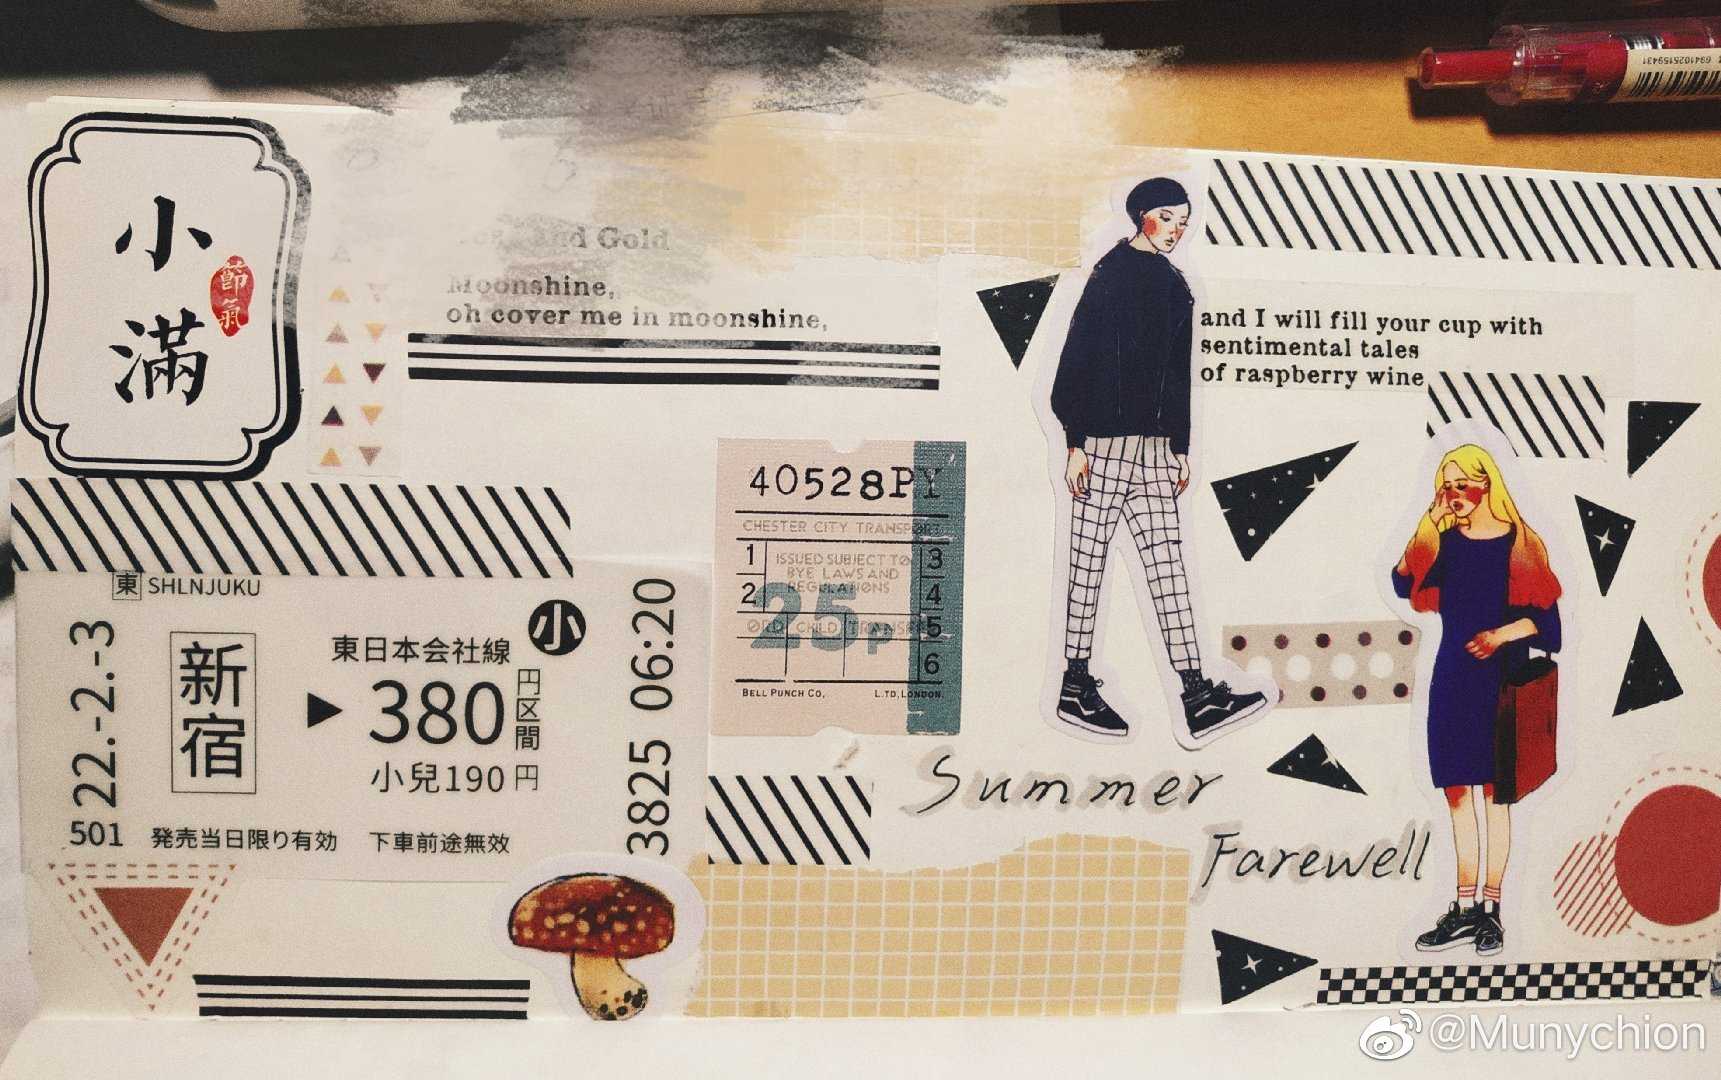 6941025159431
小
滿
節
氣
and Gold
Moonshine,
oh cover me in moonshine,
and I will fill your cup with
sentimental tales
of raspberry wine
40528PY
CHESTER CITY TRANSPORT
1 ISSUED SUBJECT TO 3
2 BYE LAWS AND 4
REGULATIONS
25P
ORD CHILD TRANSF 5
6
BELL PUNCH CO, L.TD,LONDON.
東 SHLNJUKU
22.-2.-3
新
宿
東日本会社線
小
▶ 380 円区間
小兒190円
3825 06:20
501 発売当日限り有効 下車前途無效
Summer
Farewell
@Munychion